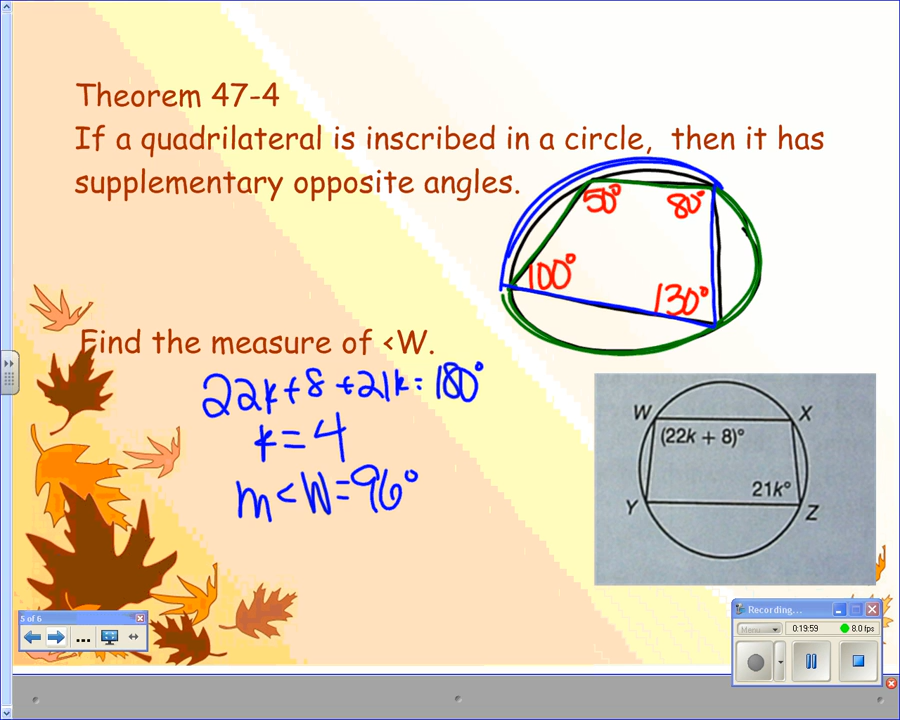 Theorem 47-4
If a quadrilateral is inscribed in a circle, then it has
supplementary opposite angles.
50°
80°
100°
130°
Find the measure of <W.
22k+8+21k=180°
k=4
m<W=96°
W
X
(22k + 8)°
21k°
Y
Z
5 of 6
...
Recording...
Menu
0:19:59
8.0 fps